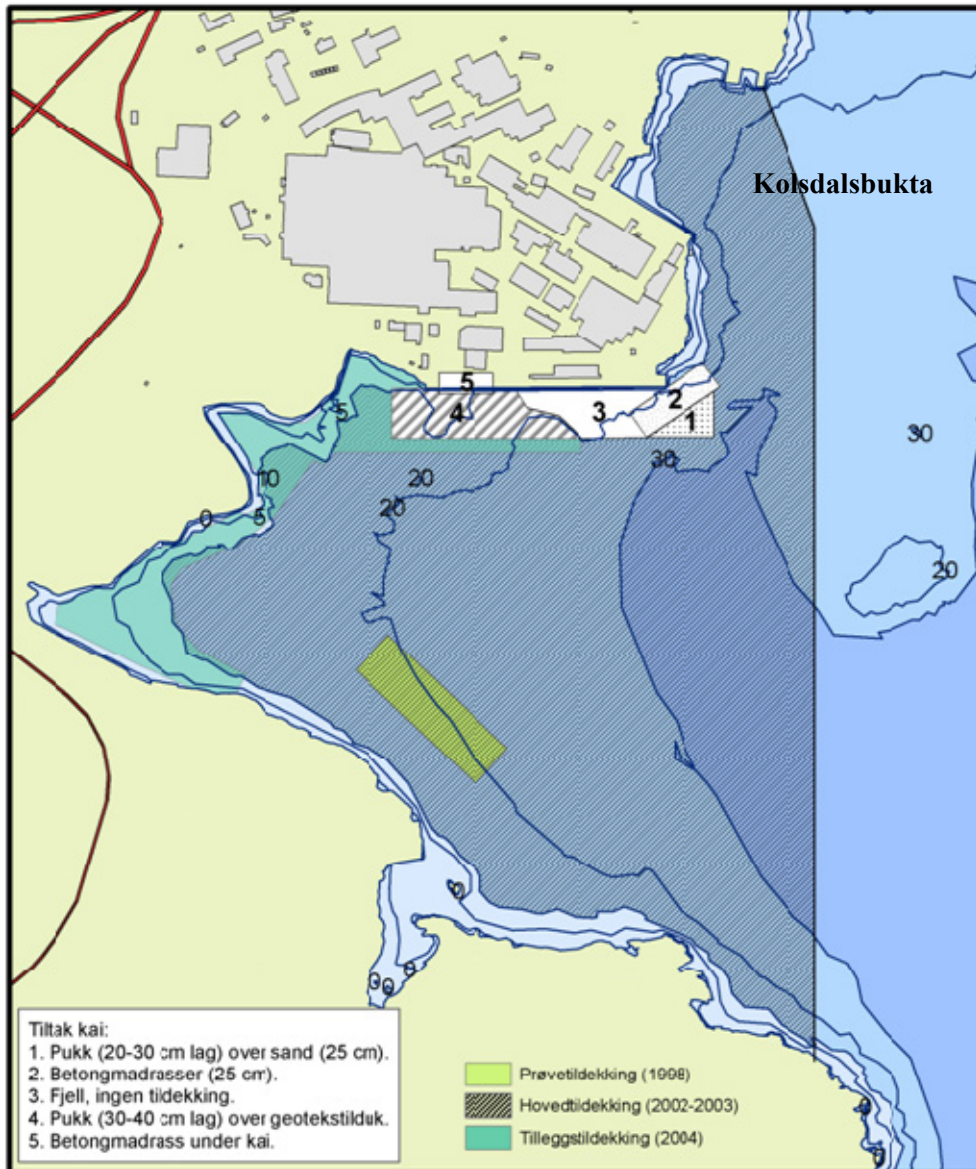 Kolsdalsbukta
5
5
4
3
2
1
30
30
10
20
20
0
5
20
0
0
0
0
0
0
Tiltak kai:
1. Pukk (20-30 cm lag) over sand (25 cm).
2. Betongmadrasser (25 cm).
3. Fjell, ingen tildekking.
4. Pukk (30-40 cm lag) over geotekstilduk.
5. Betongmadrass under kai.
Prøvetildekking (1998)
Hovedtildekking (2002-2003)
Tilleggstildekking (2004)